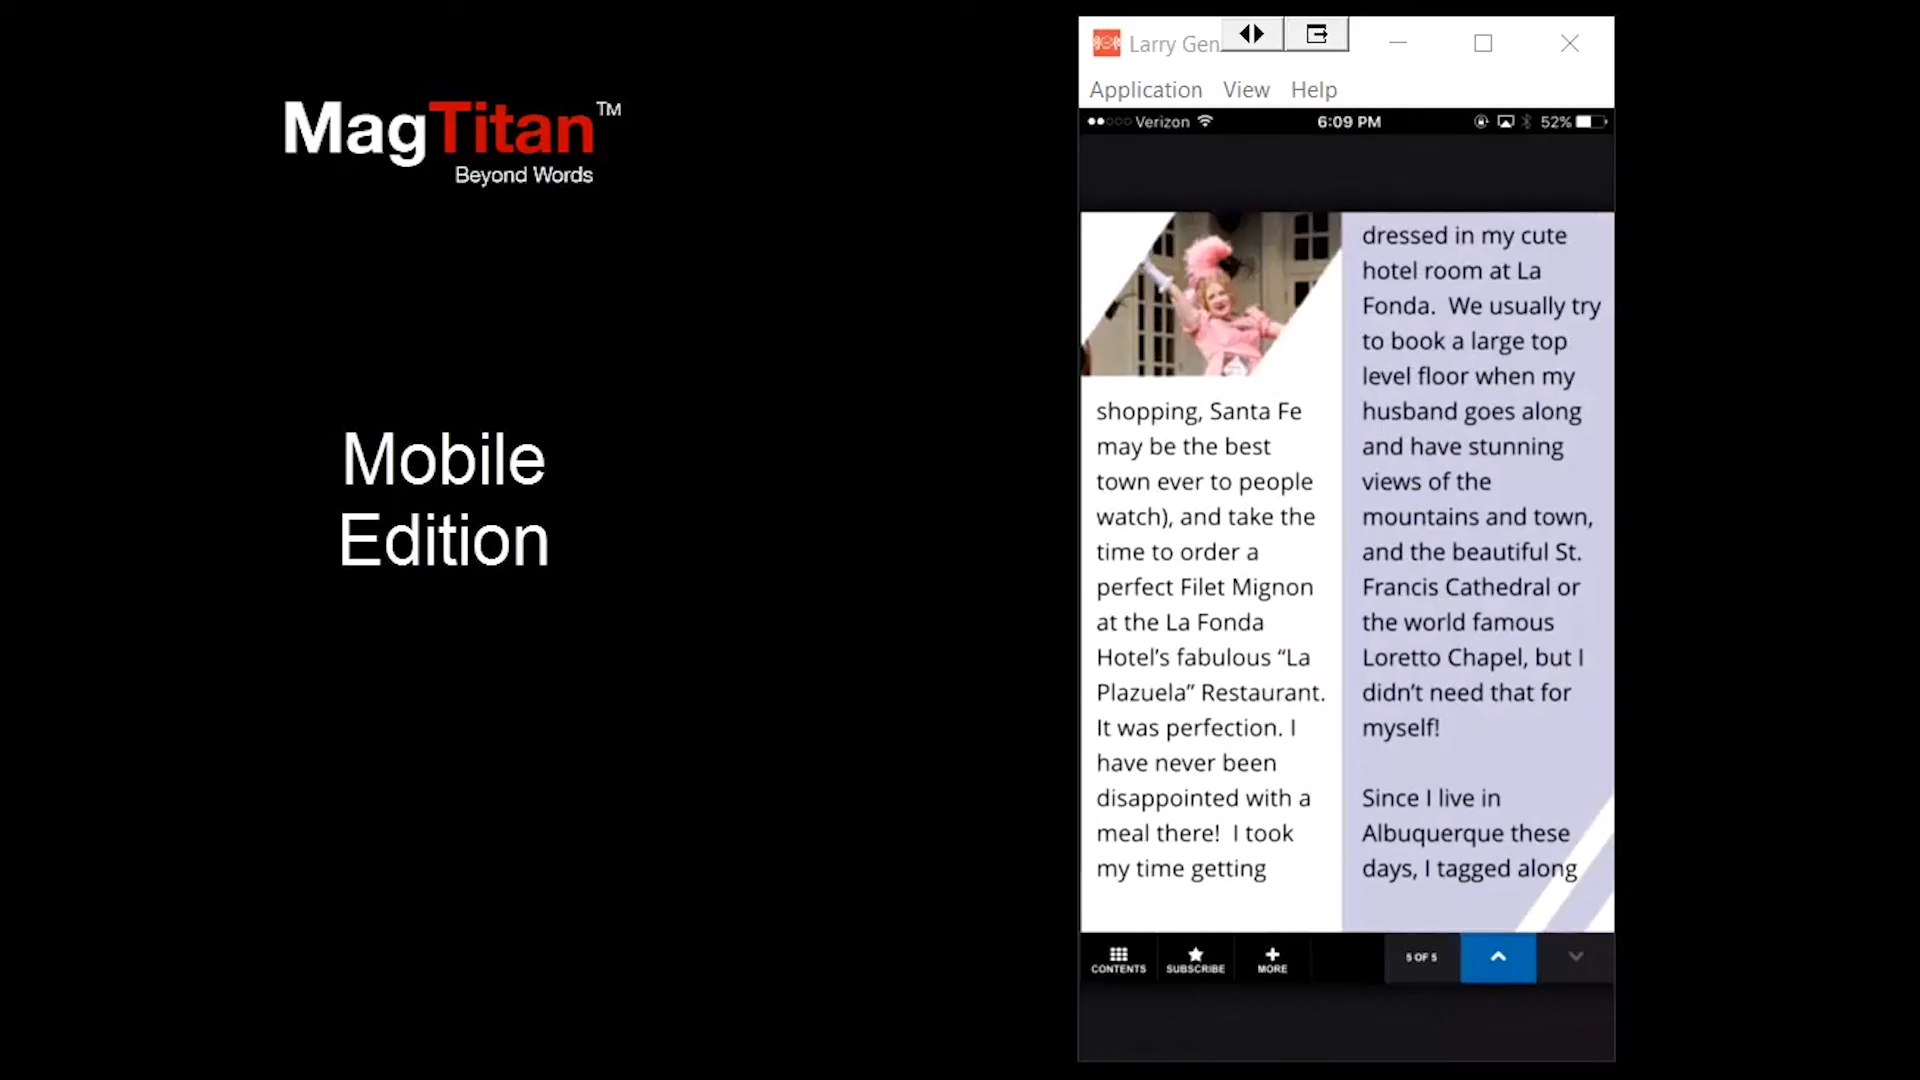 MagTitan™
Beyond Words
Mobile
Edition
Larry Gen
Application View Help
Verizon 6:09 PM 52%
shopping, Santa Fe
may be the best
town ever to people
watch), and take the
time to order a
perfect Filet Mignon
at the La Fonda
Hotel’s fabulous “La
Plazuela” Restaurant.
It was perfection. I
have never been
disappointed with a
meal there! I took
my time getting
dressed in my cute
hotel room at La
Fonda. We usually try
to book a large top
level floor when my
husband goes along
and have stunning
views of the
mountains and town,
and the beautiful St.
Francis Cathedral or
the world famous
Loretto Chapel, but I
didn’t need that for
myself!
Since I live in
Albuquerque these
days, I tagged along
CONTENTS SUBSCRIBE MORE 5 OF 5